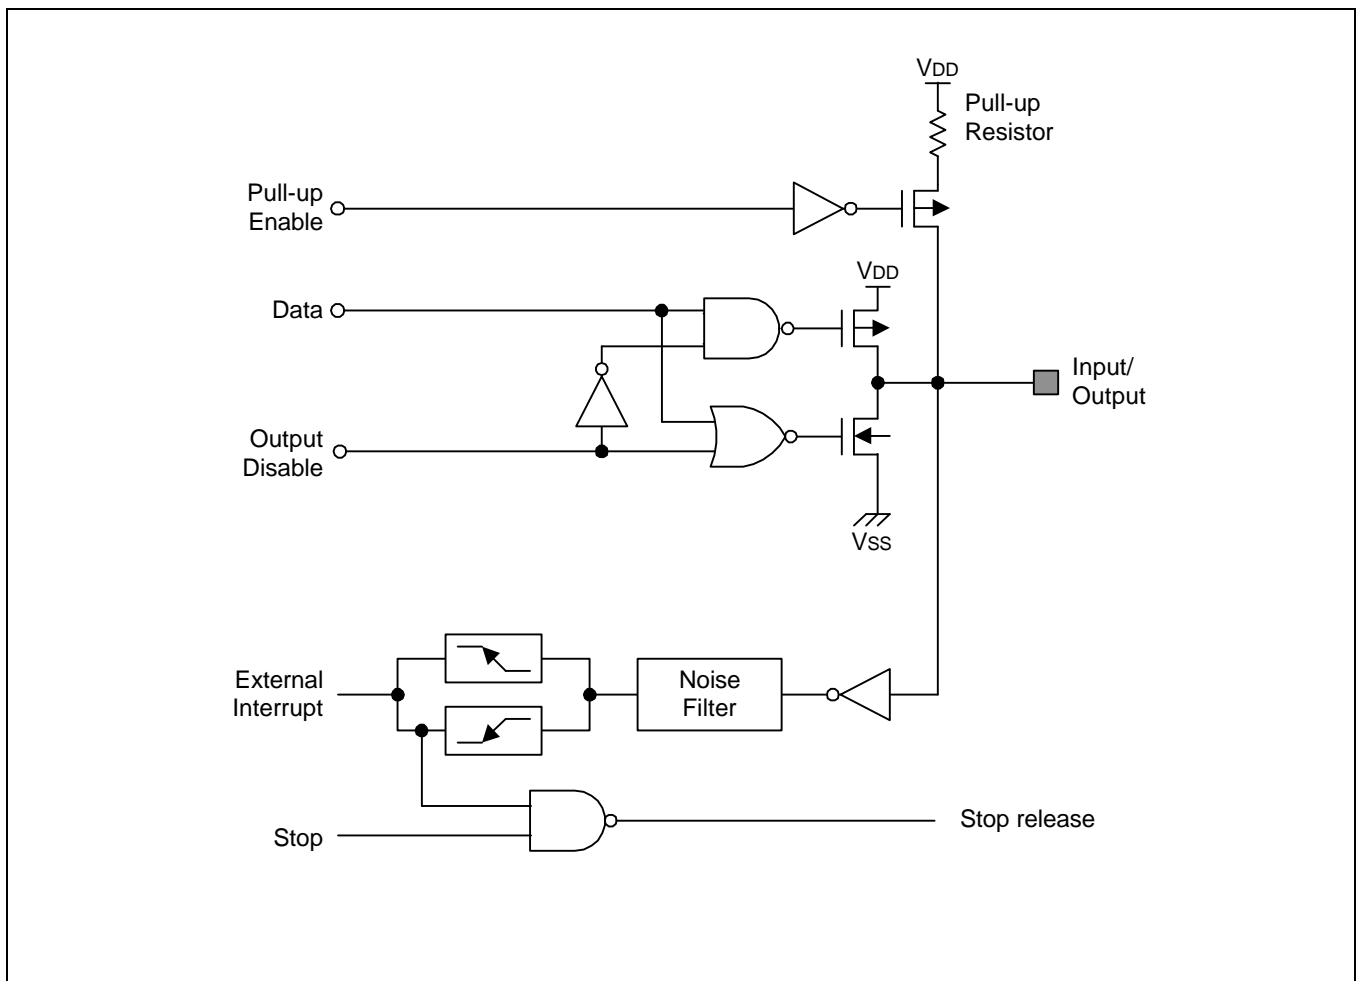 VDD
Pull-up
Resistor
Pull-up
Enable
VDD
Data
Input/
Output
Output
Disable
VSS
External
Interrupt
Noise
Filter
Stop
Stop release